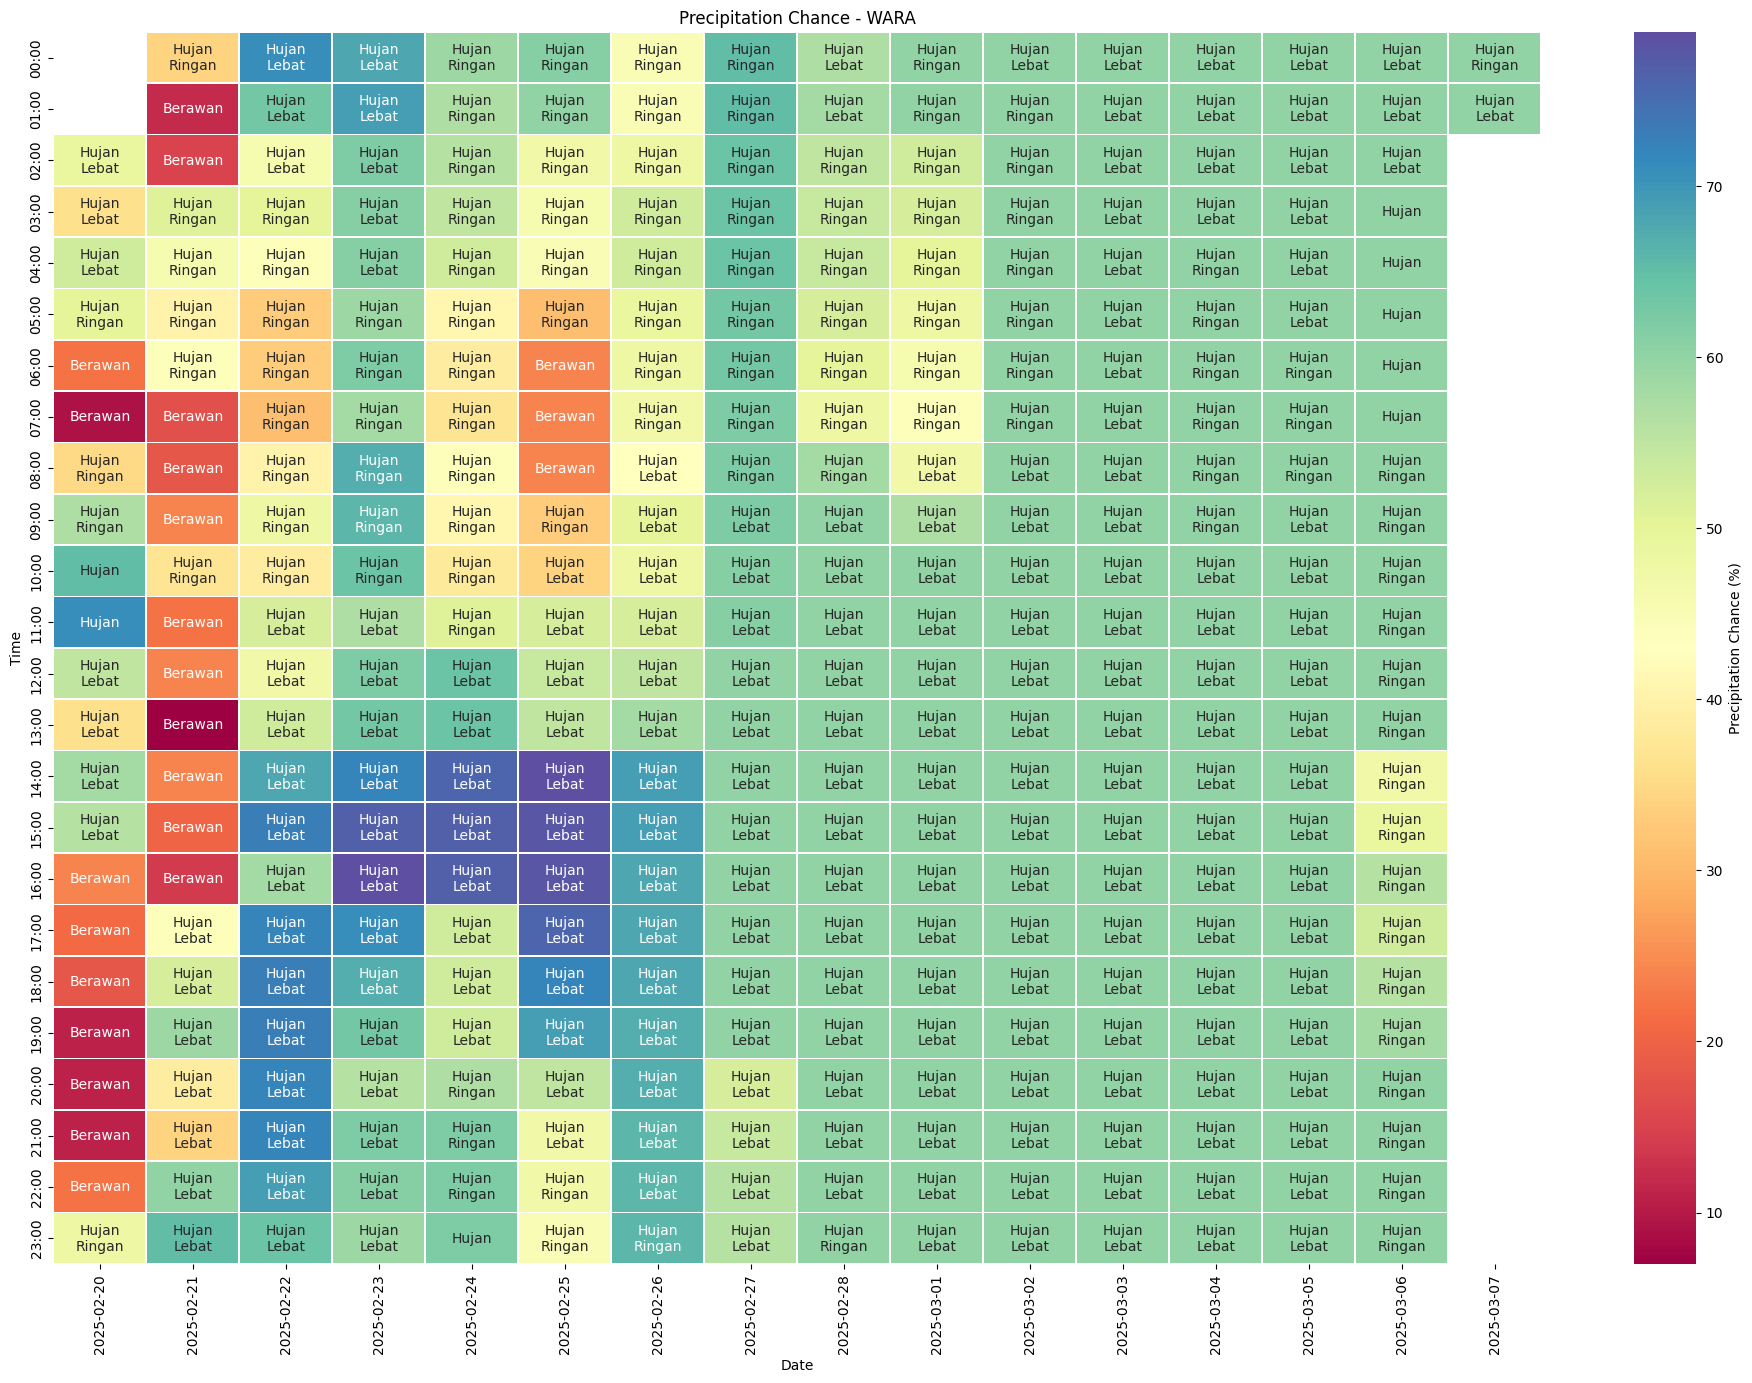 Precipitation Chance - WARA
00:00 Hujan Ringan Hujan Lebat Hujan Lebat Hujan Ringan Hujan Ringan Hujan Ringan Hujan Ringan Hujan Lebat Hujan Ringan Hujan Lebat Hujan Lebat Hujan Lebat Hujan Lebat Hujan Lebat Hujan Ringan
01:00 Berawan Hujan Lebat Hujan Lebat Hujan Ringan Hujan Ringan Hujan Ringan Hujan Ringan Hujan Lebat Hujan Ringan Hujan Ringan Hujan Lebat Hujan Lebat Hujan Lebat Hujan Lebat Hujan Lebat
02:00 Hujan Lebat Berawan Hujan Lebat Hujan Lebat Hujan Ringan Hujan Ringan Hujan Ringan Hujan Ringan Hujan Ringan Hujan Ringan Hujan Ringan Hujan Lebat Hujan Lebat Hujan Lebat Hujan Lebat
03:00 Hujan Lebat Hujan Ringan Hujan Ringan Hujan Lebat Hujan Ringan Hujan Ringan Hujan Ringan Hujan Ringan Hujan Ringan Hujan Ringan Hujan Ringan Hujan Lebat Hujan Lebat Hujan Lebat Hujan
04:00 Hujan Lebat Hujan Ringan Hujan Ringan Hujan Lebat Hujan Ringan Hujan Ringan Hujan Ringan Hujan Ringan Hujan Ringan Hujan Ringan Hujan Ringan Hujan Lebat Hujan Ringan Hujan Lebat Hujan
05:00 Hujan Ringan Hujan Ringan Hujan Ringan Hujan Ringan Hujan Ringan Hujan Ringan Hujan Ringan Hujan Ringan Hujan Ringan Hujan Ringan Hujan Ringan Hujan Lebat Hujan Ringan Hujan Lebat Hujan
06:00 Berawan Hujan Ringan Hujan Ringan Hujan Ringan Hujan Ringan Berawan Hujan Ringan Hujan Ringan Hujan Ringan Hujan Ringan Hujan Ringan Hujan Lebat Hujan Ringan Hujan Ringan Hujan
07:00 Berawan Berawan Hujan Ringan Hujan Ringan Hujan Ringan Berawan Hujan Ringan Hujan Ringan Hujan Ringan Hujan Ringan Hujan Ringan Hujan Lebat Hujan Ringan Hujan Ringan Hujan
08:00 Hujan Ringan Berawan Hujan Ringan Hujan Ringan Hujan Ringan Berawan Hujan Lebat Hujan Ringan Hujan Ringan Hujan Lebat Hujan Lebat Hujan Lebat Hujan Ringan Hujan Ringan Hujan Ringan
09:00 Hujan Ringan Berawan Hujan Ringan Hujan Ringan Hujan Ringan Hujan Ringan Hujan Lebat Hujan Lebat Hujan Lebat Hujan Lebat Hujan Lebat Hujan Lebat Hujan Ringan Hujan Lebat Hujan Ringan
10:00 Hujan Hujan Ringan Hujan Ringan Hujan Ringan Hujan Ringan Hujan Lebat Hujan Lebat Hujan Lebat Hujan Lebat Hujan Lebat Hujan Lebat Hujan Lebat Hujan Lebat Hujan Lebat Hujan Ringan
11:00 Hujan Berawan Hujan Lebat Hujan Lebat Hujan Ringan Hujan Lebat Hujan Lebat Hujan Lebat Hujan Lebat Hujan Lebat Hujan Lebat Hujan Lebat Hujan Lebat Hujan Lebat Hujan Ringan
12:00 Hujan Lebat Berawan Hujan Lebat Hujan Lebat Hujan Lebat Hujan Lebat Hujan Lebat Hujan Lebat Hujan Lebat Hujan Lebat Hujan Lebat Hujan Lebat Hujan Lebat Hujan Lebat Hujan Ringan
13:00 Hujan Lebat Berawan Hujan Lebat Hujan Lebat Hujan Lebat Hujan Lebat Hujan Lebat Hujan Lebat Hujan Lebat Hujan Lebat Hujan Lebat Hujan Lebat Hujan Lebat Hujan Lebat Hujan Ringan
14:00 Hujan Lebat Berawan Hujan Lebat Hujan Lebat Hujan Lebat Hujan Lebat Hujan Lebat Hujan Lebat Hujan Lebat Hujan Lebat Hujan Lebat Hujan Lebat Hujan Lebat Hujan Lebat Hujan Ringan
15:00 Hujan Lebat Berawan Hujan Lebat Hujan Lebat Hujan Lebat Hujan Lebat Hujan Lebat Hujan Lebat Hujan Lebat Hujan Lebat Hujan Lebat Hujan Lebat Hujan Lebat Hujan Lebat Hujan Ringan
16:00 Berawan Berawan Hujan Lebat Hujan Lebat Hujan Lebat Hujan Lebat Hujan Lebat Hujan Lebat Hujan Lebat Hujan Lebat Hujan Lebat Hujan Lebat Hujan Lebat Hujan Lebat Hujan Ringan
17:00 Berawan Hujan Lebat Hujan Lebat Hujan Lebat Hujan Lebat Hujan Lebat Hujan Lebat Hujan Lebat Hujan Lebat Hujan Lebat Hujan Lebat Hujan Lebat Hujan Lebat Hujan Lebat Hujan Ringan
18:00 Berawan Hujan Lebat Hujan Lebat Hujan Lebat Hujan Lebat Hujan Lebat Hujan Lebat Hujan Lebat Hujan Lebat Hujan Lebat Hujan Lebat Hujan Lebat Hujan Lebat Hujan Lebat Hujan Ringan
19:00 Berawan Hujan Lebat Hujan Lebat Hujan Lebat Hujan Lebat Hujan Lebat Hujan Lebat Hujan Lebat Hujan Lebat Hujan Lebat Hujan Lebat Hujan Lebat Hujan Lebat Hujan Lebat Hujan Ringan
20:00 Berawan Hujan Lebat Hujan Lebat Hujan Lebat Hujan Ringan Hujan Lebat Hujan Lebat Hujan Lebat Hujan Lebat Hujan Lebat Hujan Lebat Hujan Lebat Hujan Lebat Hujan Lebat Hujan Ringan
21:00 Berawan Hujan Lebat Hujan Lebat Hujan Lebat Hujan Ringan Hujan Lebat Hujan Lebat Hujan Lebat Hujan Lebat Hujan Lebat Hujan Lebat Hujan Lebat Hujan Lebat Hujan Lebat Hujan Ringan
22:00 Berawan Hujan Lebat Hujan Lebat Hujan Lebat Hujan Ringan Hujan Ringan Hujan Lebat Hujan Lebat Hujan Lebat Hujan Lebat Hujan Lebat Hujan Lebat Hujan Lebat Hujan Lebat Hujan Ringan
23:00 Hujan Ringan Hujan Lebat Hujan Lebat Hujan Lebat Hujan Hujan Ringan Hujan Ringan Hujan Lebat Hujan Ringan Hujan Lebat Hujan Lebat Hujan Lebat Hujan Lebat Hujan Lebat Hujan Ringan
Time
2025-02-20 2025-02-21 2025-02-22 2025-02-23 2025-02-24 2025-02-25 2025-02-26 2025-02-27 2025-02-28 2025-03-01 2025-03-02 2025-03-03 2025-03-04 2025-03-05 2025-03-06 2025-03-07
Date
70
60
50
40
30
20
10
Precipitation Chance (%)